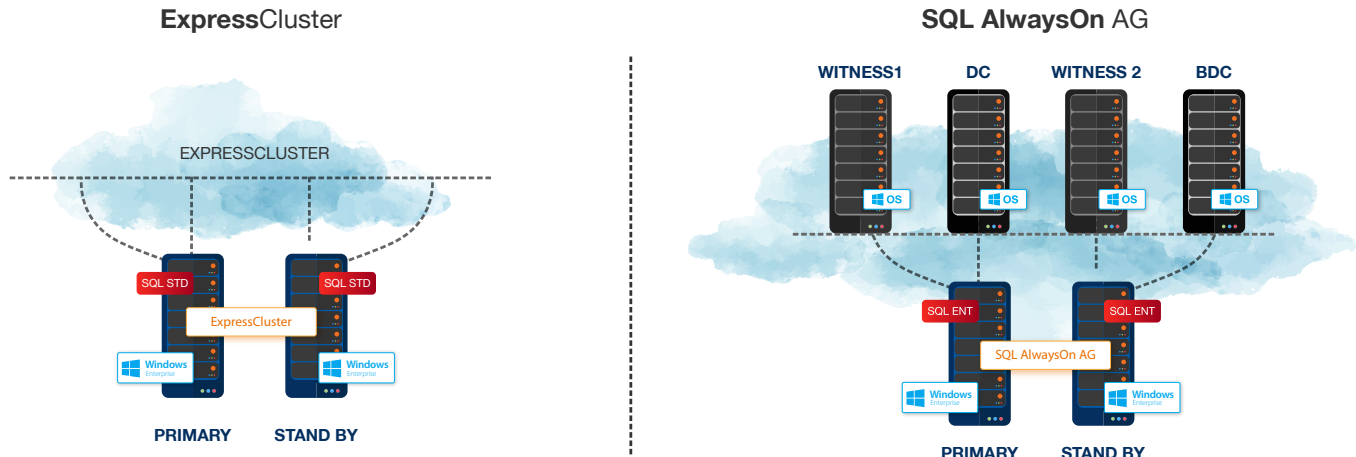 ExpressCluster
EXPRESSCLUSTER
SQL STD
SQL STD
ExpressCluster
Windows
Enterprise
Windows
Enterprise
PRIMARY
STAND BY
SQL AlwaysOn AG
WITNESS1
DC
WITNESS 2
BDC
OS
OS
OS
OS
SQL ENT
SQL ENT
SQL AlwaysOn AG
Windows
Enterprise
Windows
Enterprise
PRIMARY
STAND BY